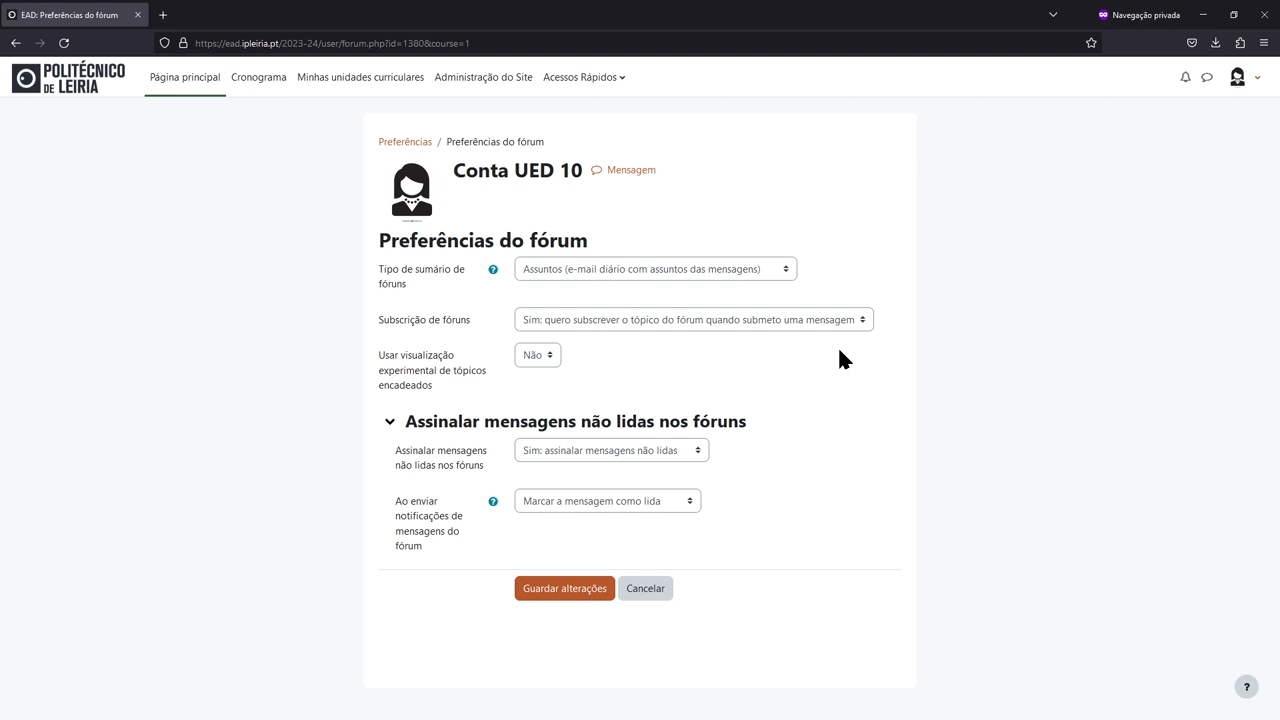 EAD: Preferências do fórum
Navegação privada
https://ead.ipleiria.pt/2023-24/user/forum.php?id=1380&course=1
POLITÉCNICO
DE LEIRIA
Página principal
Cronograma
Minhas unidades curriculares
Administração do Site
Acessos Rápidos
Preferências / Preferências do fórum
Conta UED 10
Mensagem
Preferências do fórum
Tipo de sumário de
fóruns
?
Assuntos (e-mail diário com assuntos das mensagens)
Subscrição de fóruns
Sim: quero subscrever o tópico do fórum quando submeto uma mensagem
Usar visualização
experimental de tópicos
encadeados
Não
Assinalar mensagens não lidas nos fóruns
Assinalar mensagens
não lidas nos fóruns
Sim: assinalar mensagens não lidas
Ao enviar
notificações de
mensagens do
fórum
?
Marcar a mensagem como lida
Guardar alterações
Cancelar
?